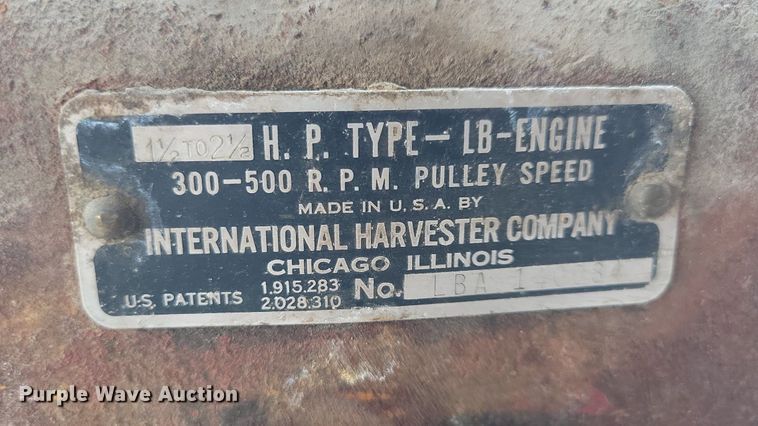 1½ TO 2½ H. P. TYPE - LB-ENGINE
300-500 R. P. M. PULLEY SPEED
MADE IN U. S. A. BY
INTERNATIONAL HARVESTER COMPANY
CHICAGO ILLINOIS
U.S. PATENTS 1.915.283 No. LBA
2.028.310
Purple Wave Auction